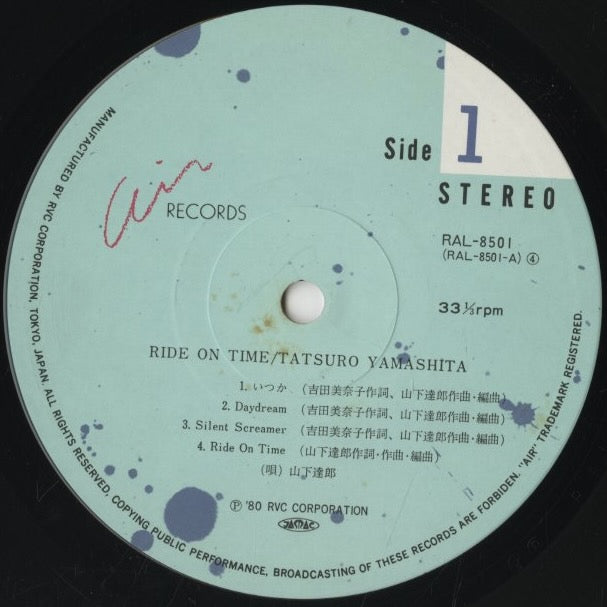 Air RECORDS
Side 1
STEREO
RAL-8501
(RAL-8501-A) ④
33⅓rpm
RIDE ON TIME/TATSURO YAMASHITA
1. いつか (吉田美奈子作詞、山下達郎作曲・編曲)
2. Daydream (吉田美奈子作詞、山下達郎作曲・編曲)
3. Silent Screamer (吉田美奈子作詞、山下達郎作曲・編曲)
4. Ride On Time (山下達郎作詞・作曲・編曲)
(唄) 山下達郎
Ⓟ '80 RVC CORPORATION
JASRAC
MANUFACTURED BY RVC CORPORATION, TOKYO, JAPAN. ALL RIGHTS RESERVED. COPYING PUBLIC PERFORMANCE, BROADCASTING OF THESE RECORDS ARE FORBIDEN. "AIR" TRADEMARK REGISTERED.